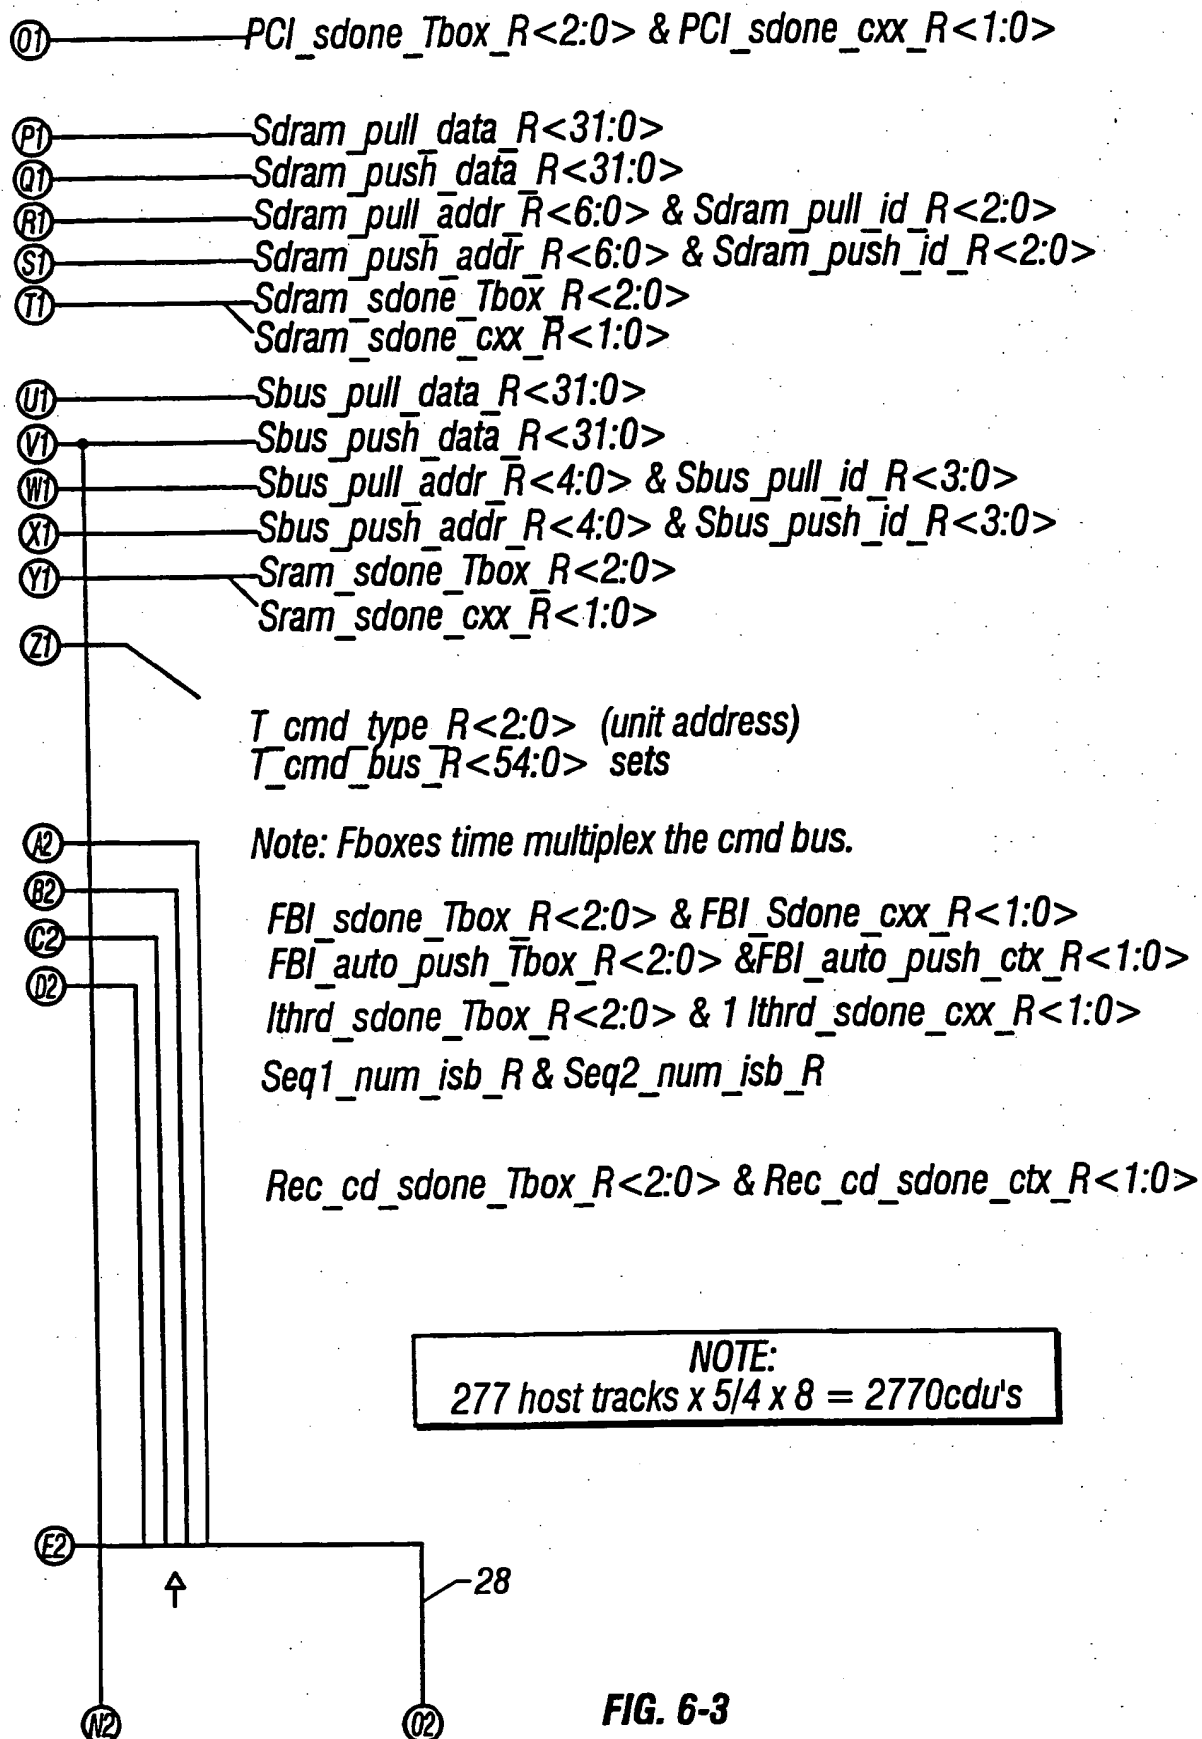 O1 PCI_sdone_Tbox_R<2:0> & PCI_sdone_cxx_R<1:0>
P1 Sdram_pull_data_R<31:0>
Q1 Sdram_push_data_R<31:0>
R1 Sdram_pull_addr_R<6:0> & Sdram_pull_id_R<2:0>
S1 Sdram_push_addr_R<6:0> & Sdram_push_id_R<2:0>
T1 Sdram_sdone_Tbox_R<2:0>
Sdram_sdone_cxx_R<1:0>
U1 Sbus_pull_data_R<31:0>
V1 Sbus_push_data_R<31:0>
W1 Sbus_pull_addr_R<4:0> & Sbus_pull_id_R<3:0>
X1 Sbus_push_addr_R<4:0> & Sbus_push_id_R<3:0>
Y1 Sram_sdone_Tbox_R<2:0>
Sram_sdone_cxx_R<1:0>
Z1
T_cmd_type_R<2:0> (unit address)
T_cmd_bus_R<54:0> sets
A2 Note: Fboxes time multiplex the cmd bus.
B2
FBI_sdone_Tbox_R<2:0> & FBI_Sdone_cxx_R<1:0>
C2
FBI_auto_push_Tbox_R<2:0> &FBI_auto_push_ctx_R<1:0>
D2
Ithrd_sdone_Tbox_R<2:0> & 1 Ithrd_sdone_cxx_R<1:0>
Seq1_num_isb_R & Seq2_num_isb_R
Rec_cd_sdone_Tbox_R<2:0> & Rec_cd_sdone_ctx_R<1:0>
NOTE:
277 host tracks x 5/4 x 8 = 2770cdu's
E2
28
N2 O2
FIG. 6-3